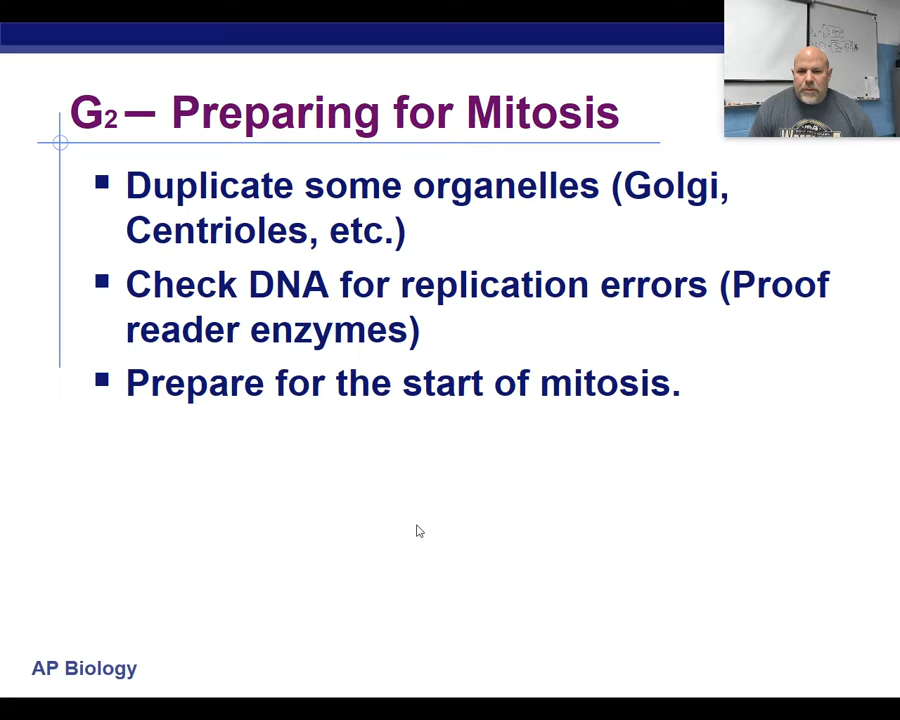 G2 – Preparing for Mitosis
Duplicate some organelles (Golgi,
Centrioles, etc.)
Check DNA for replication errors (Proof
reader enzymes)
Prepare for the start of mitosis.
AP Biology